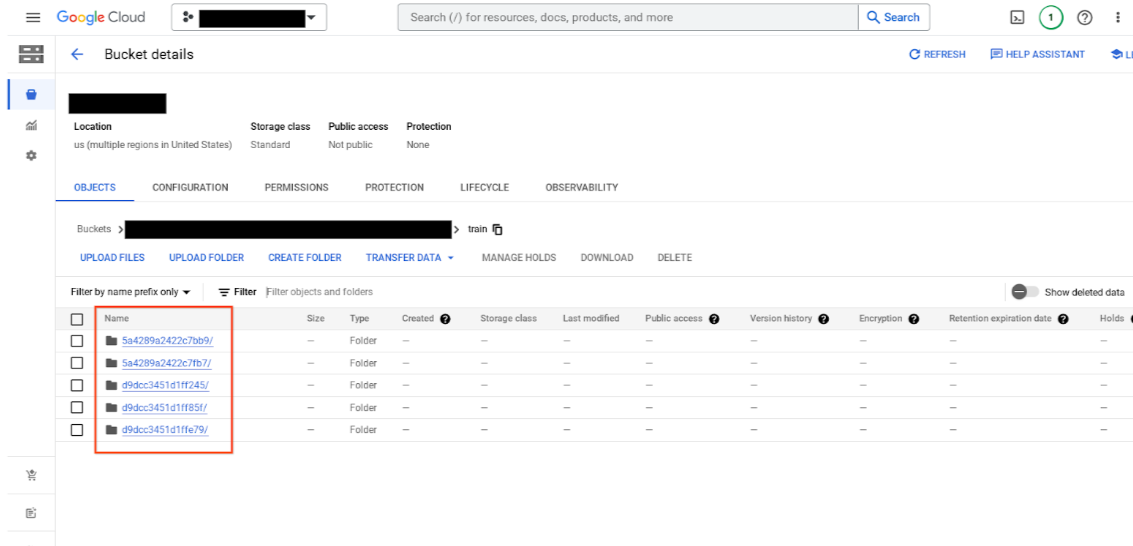 Google Cloud
Search (/) for resources, docs, products, and more
Search
1
Bucket details
REFRESH
HELP ASSISTANT
LI
Location Storage class Public access Protection
us (multiple regions in United States) Standard Not public None
OBJECTS CONFIGURATION PERMISSIONS PROTECTION LIFECYCLE OBSERVABILITY
Buckets > > train
UPLOAD FILES UPLOAD FOLDER CREATE FOLDER TRANSFER DATA MANAGE HOLDS DOWNLOAD DELETE
Filter by name prefix only Filter Filter objects and folders Show deleted data
Name Size Type Created Storage class Last modified Public access Version history Encryption Retention expiration date Holds
5a4289a2422c7bb9/ — Folder — — — — — — — —
5a4289a2422c7fb7/ — Folder — — — — — — — —
d9dcc3451d1ff245/ — Folder — — — — — — — —
d9dcc3451d1ff85f/ — Folder — — — — — — — —
d9dcc3451d1ffe79/ — Folder — — — — — — — —